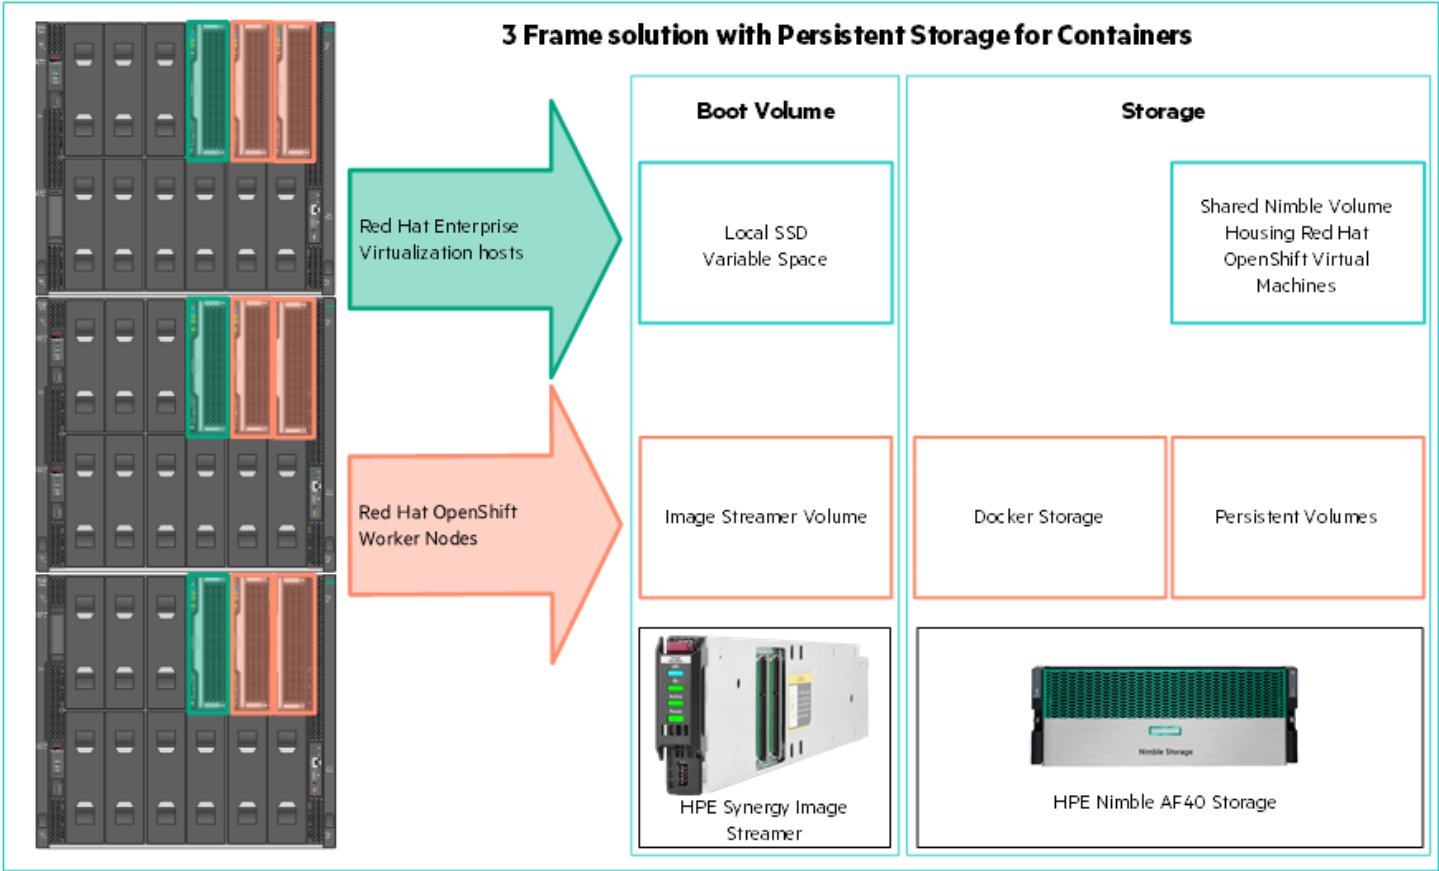 3 Frame solution with Persistent Storage for Containers
Boot Volume
Storage
Red Hat Enterprise
Virtualization hosts
Local SSD
Variable Space
Shared Nimble Volume
Housing Red Hat
OpenShift Virtual
Machines
Red Hat OpenShift
Worker Nodes
Image Streamer Volume
Docker Storage
Persistent Volumes
HPE Synergy Image
Streamer
Nimble Storage
HPE Nimble AF40 Storage